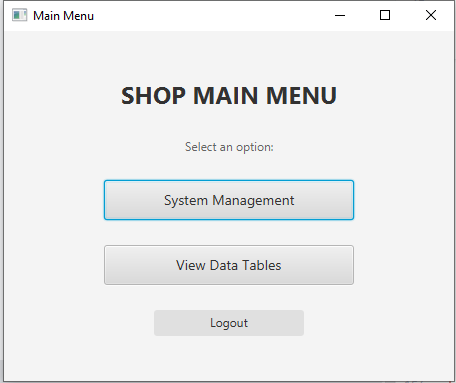 Main Menu
SHOP MAIN MENU
Select an option:
System Management
View Data Tables
Logout